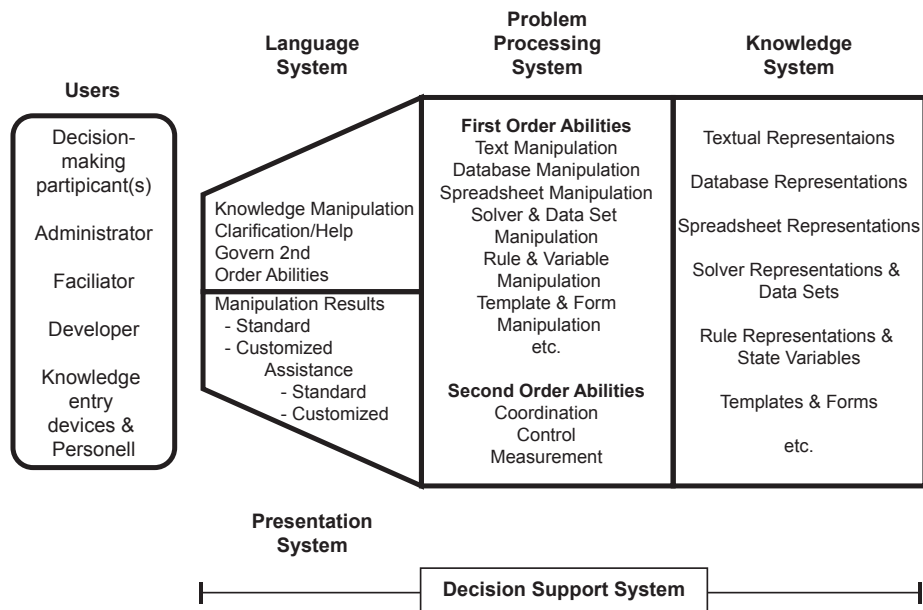 Users
Decision-
making
partipicant(s)
Administrator
Faciliator
Developer
Knowledge
entry
devices &
Personell
Language
System
Knowledge Manipulation
Clarification/Help
Govern 2nd
Order Abilities
Manipulation Results
- Standard
- Customized
Assistance
- Standard
- Customized
Presentation
System
Problem
Processing
System
First Order Abilities
Text Manipulation
Database Manipulation
Spreadsheet Manipulation
Solver & Data Set
Manipulation
Rule & Variable
Manipulation
Template & Form
Manipulation
etc.
Second Order Abilities
Coordination
Control
Measurement
Knowledge
System
Textual Representaions
Database Representations
Spreadsheet Representations
Solver Representations &
Data Sets
Rule Representations &
State Variables
Templates & Forms
etc.
Decision Support System